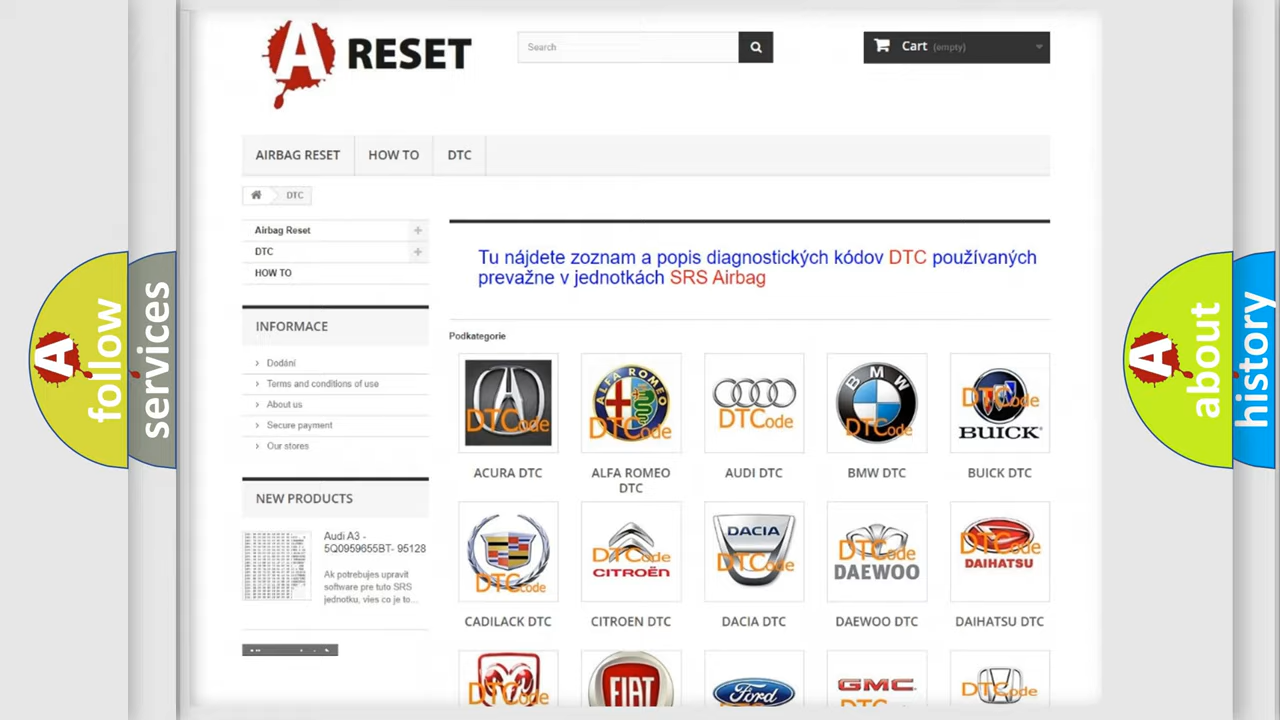 A RESET
Search
Cart (empty)
AIRBAG RESET
HOW TO
DTC
DTC
Airbag Reset
DTC
HOW TO
INFORMACE
Dodání
Terms and conditions of use
About us
Secure payment
Our stores
NEW PRODUCTS
Audi A3 -
5Q0959655BT- 95128
Ak potrebujes upravit
software pre tuto SRS
jednotku, vies co je to...
Tu nájdete zoznam a popis diagnostických kódov DTC používaných
prevažne v jednotkách SRS Airbag
Podkategorie
DTCode
ALFA ROMEO
DTCode
DTCode
BMW
DTCode
DTCode
BUICK
ACURA DTC
ALFA ROMEO
DTC
AUDI DTC
BMW DTC
BUICK DTC
DTCode
DTCode
CITROËN
DACIA
DTCode
DTCode
DAEWOO
DTCode
DAIHATSU
CADILACK DTC
CITROEN DTC
DACIA DTC
DAEWOO DTC
DAIHATSU DTC
DTCode
FIAT
Ford
GMC
DTCode
A follow
services
A about
history